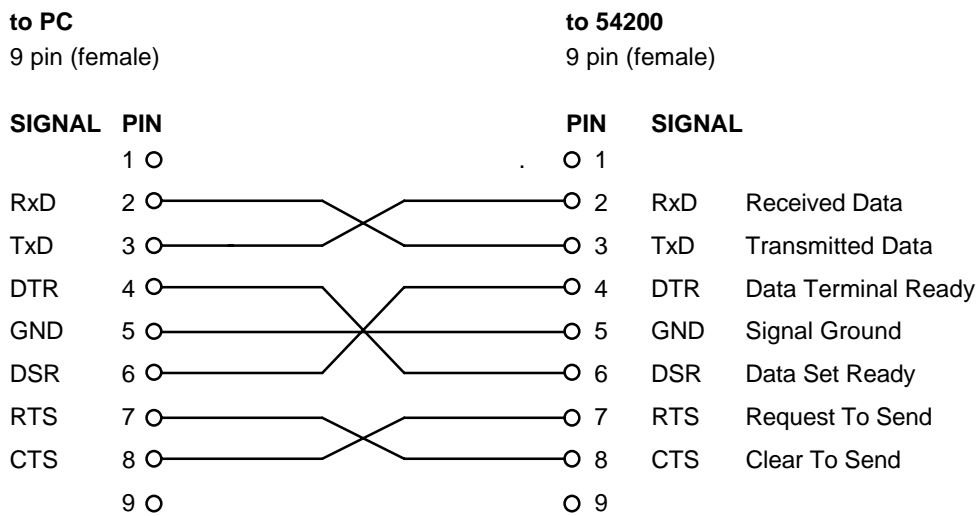 to PC to 54200
9 pin (female) 9 pin (female)
SIGNAL PIN PIN SIGNAL
1 . 1
RxD 2 2 RxD Received Data
TxD 3 3 TxD Transmitted Data
DTR 4 4 DTR Data Terminal Ready
GND 5 5 GND Signal Ground
DSR 6 6 DSR Data Set Ready
RTS 7 7 RTS Request To Send
CTS 8 8 CTS Clear To Send
9 9